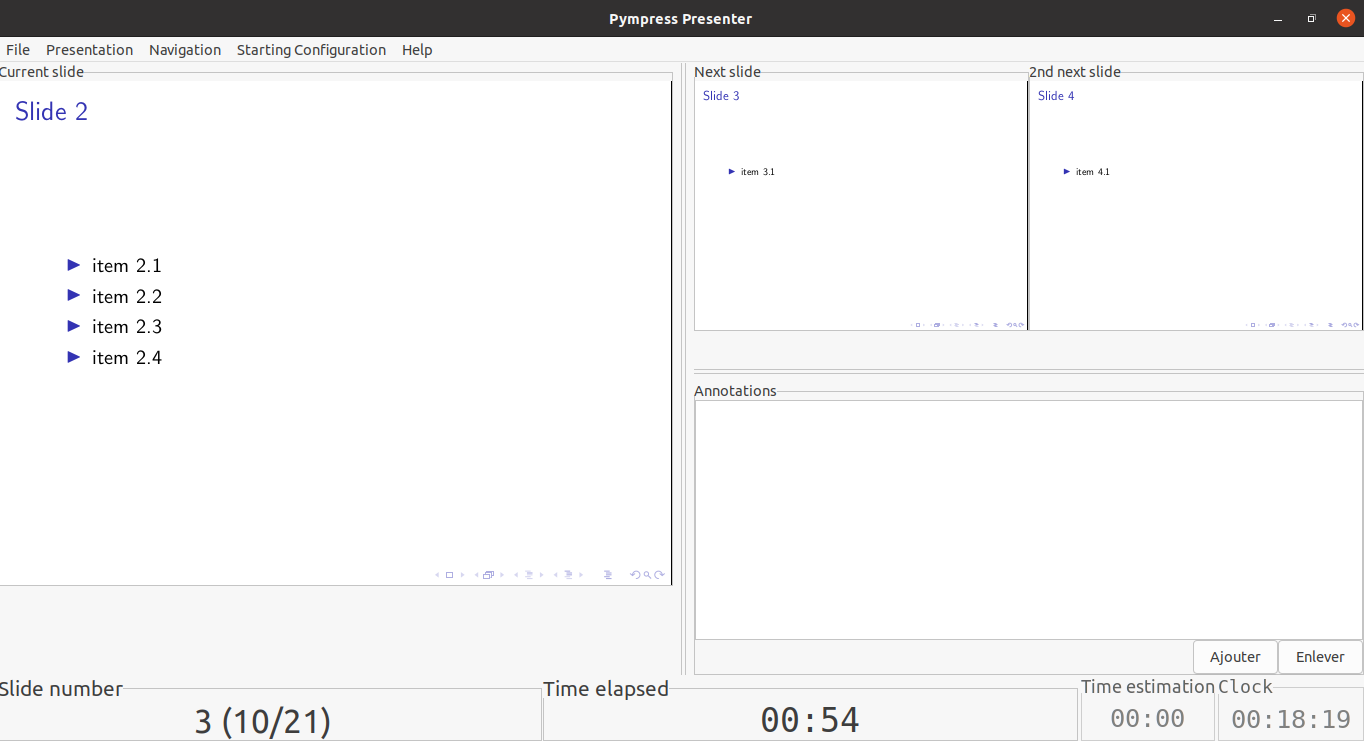 Pympress Presenter
File Presentation Navigation Starting Configuration Help
Current slide
Slide 2
item 2.1
item 2.2
item 2.3
item 2.4
Next slide
Slide 3
item 3.1
2nd next slide
Slide 4
item 4.1
Annotations
Ajouter Enlever
Slide number
3 (10/21)
Time elapsed
00:54
Time estimation
00:00
Clock
00:18:19